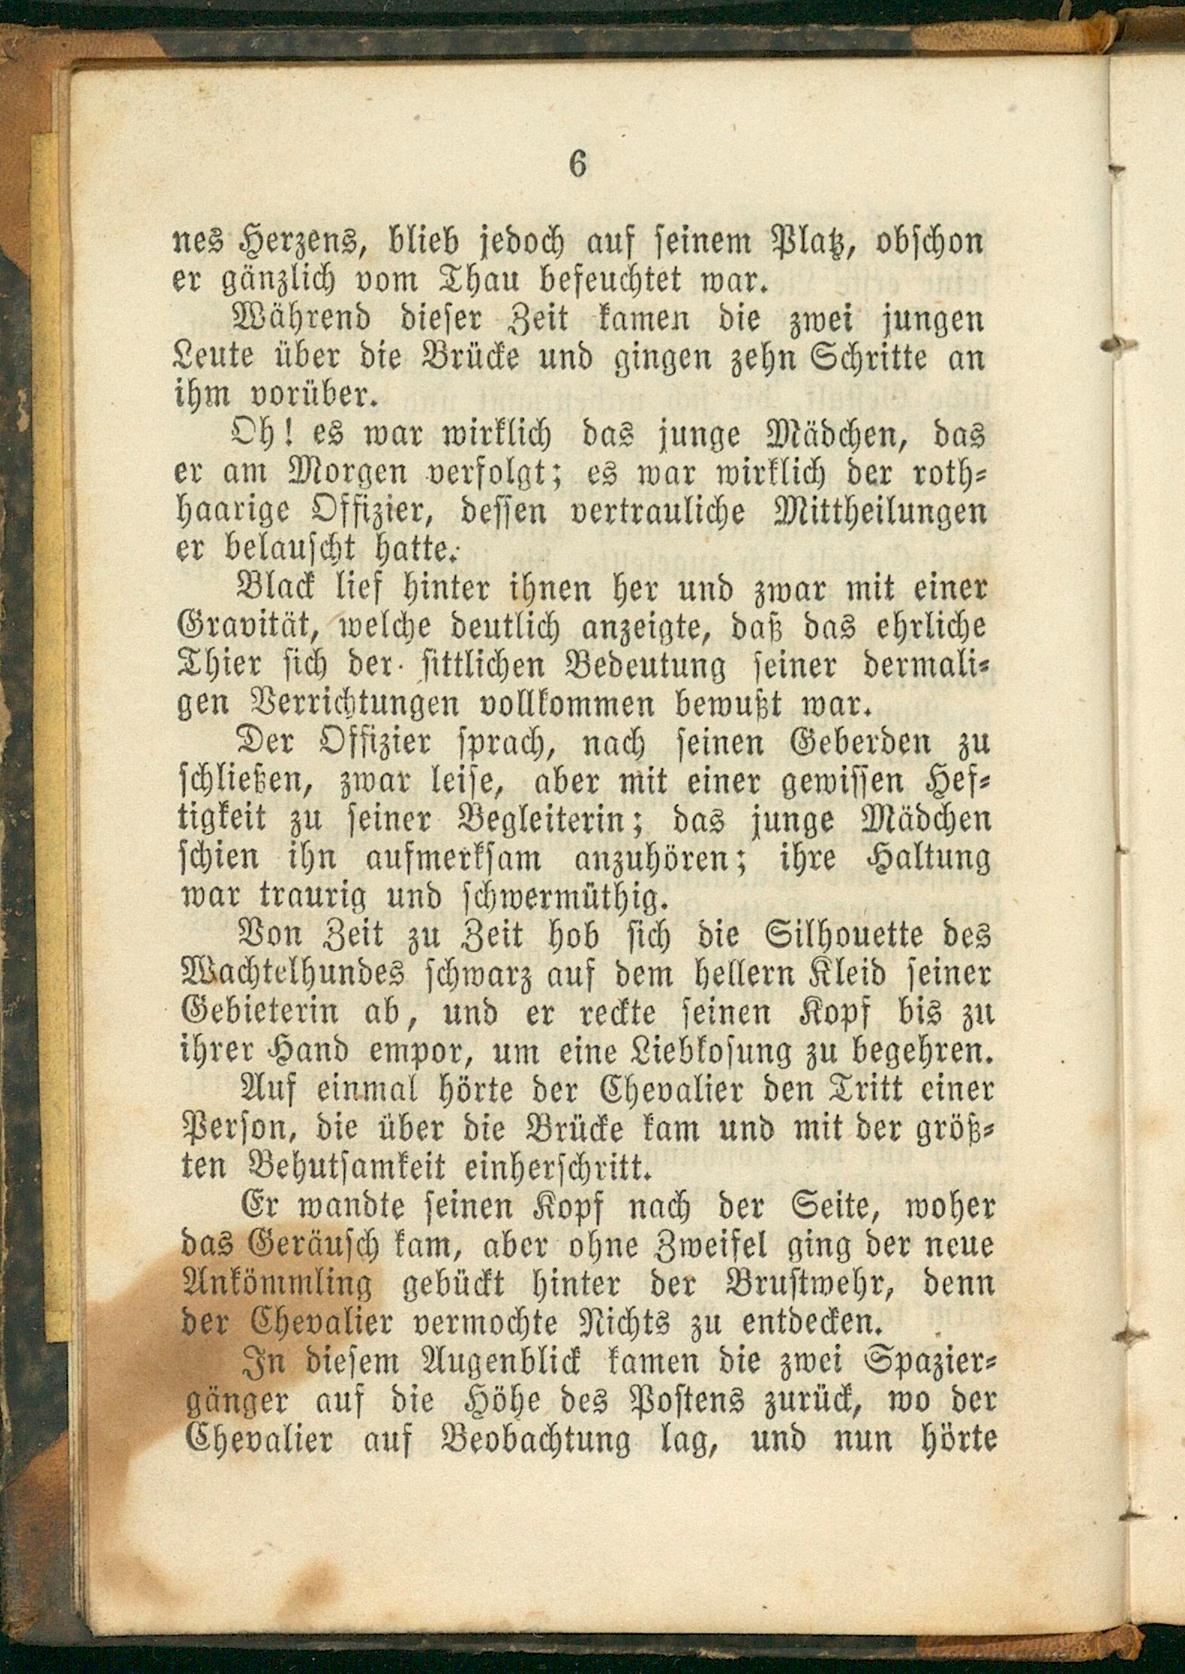 6
nes Herzens, blieb jedoch auf seinem Platz, obschon
er gänzlich vom Thau befeuchtet war.
Während dieser Zeit kamen die zwei jungen
Leute über die Brücke und gingen zehn Schritte an
ihm vorüber.
Oh! es war wirklich das junge Mädchen, das
er am Morgen verfolgt; es war wirklich der roth-
haarige Offizier, dessen vertrauliche Mittheilungen
er belauscht hatte.
Black lief hinter ihnen her und zwar mit einer
Gravität, welche deutlich anzeigte, daß das ehrliche
Thier sich der sittlichen Bedeutung seiner dermali-
gen Verrichtungen vollkommen bewußt war.
Der Offizier sprach, nach seinen Geberden zu
schließen, zwar leise, aber mit einer gewissen Hef-
tigkeit zu seiner Begleiterin; das junge Mädchen
schien ihn aufmerksam anzuhören; ihre Haltung
war traurig und schwermüthig.
Von Zeit zu Zeit hob sich die Silhouette des
Wachtelhundes schwarz auf dem hellern Kleid seiner
Gebieterin ab, und er reckte seinen Kopf bis zu
ihrer Hand empor, um eine Liebkosung zu begehren.
Auf einmal hörte der Chevalier den Tritt einer
Person, die über die Brücke kam und mit der größ-
ten Behutsamkeit einherschritt.
Er wandte seinen Kopf nach der Seite, woher
das Geräusch kam, aber ohne Zweifel ging der neue
Ankömmling gebückt hinter der Brustwehr, denn
der Chevalier vermochte Nichts zu entdecken.
In diesem Augenblick kamen die zwei Spazier-
gänger auf die Höhe des Postens zurück, wo der
Chevalier auf Beobachtung lag, und nun hörte